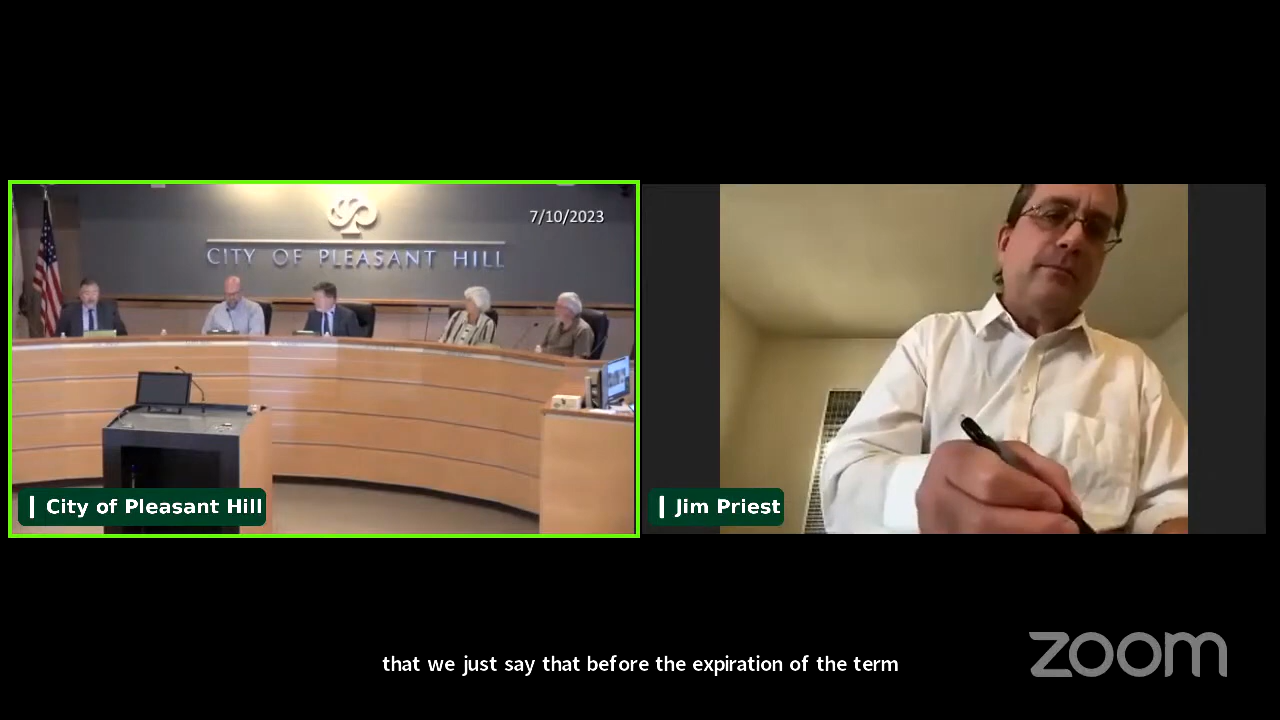 7/10/2023
CITY OF PLEASANT HILL
City of Pleasant Hill
Jim Priest
that we just say that before the expiration of the term
zoom